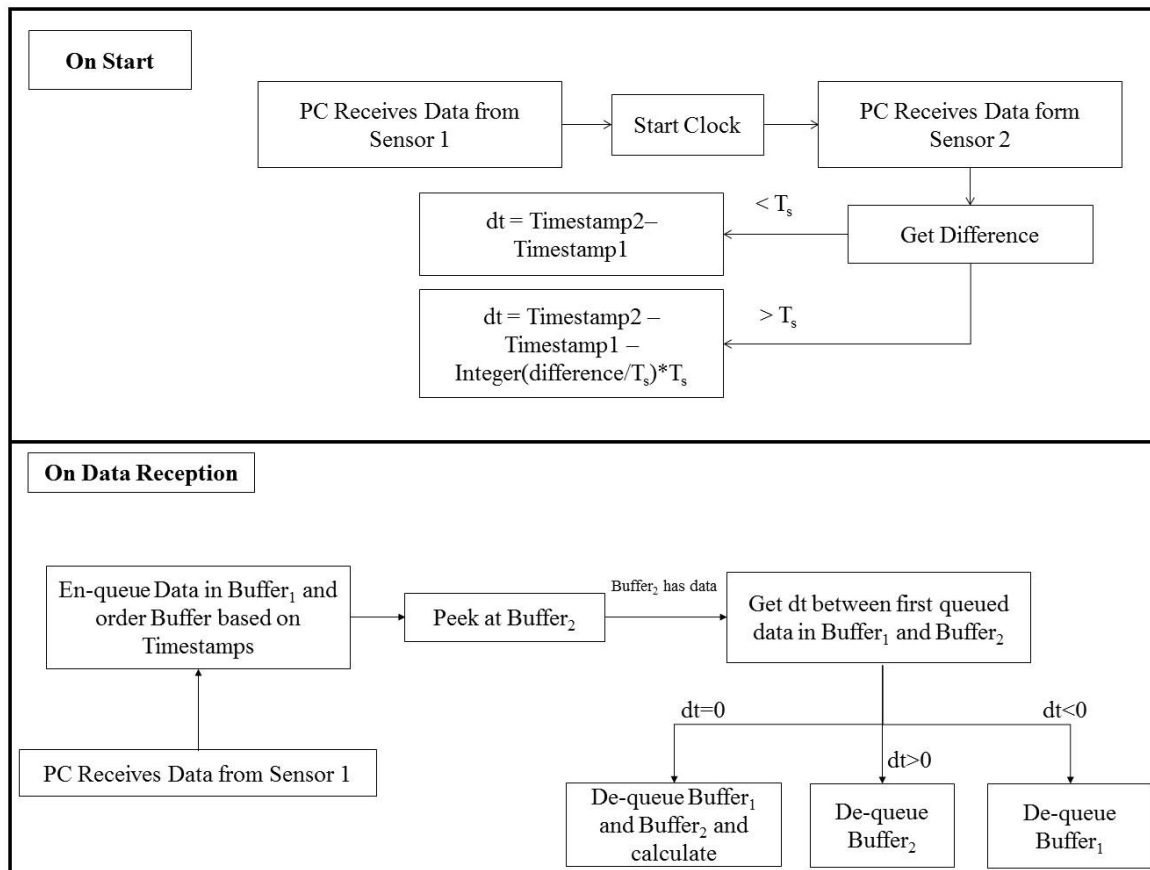 On Start
PC Receives Data from
Sensor 1
Start Clock
PC Receives Data form
Sensor 2
< Tₛ
dt = Timestamp2–
Timestamp1
Get Difference
> Tₛ
dt = Timestamp2 –
Timestamp1 –
Integer(difference/Tₛ)*Tₛ
On Data Reception
En-queue Data in Buffer₁ and
order Buffer based on
Timestamps
Peek at Buffer₂
Buffer₂ has data
Get dt between first queued
data in Buffer₁ and Buffer₂
PC Receives Data from Sensor 1
dt=0
dt>0
dt<0
De-queue Buffer₁
and Buffer₂ and
calculate
De-queue
Buffer₂
De-queue
Buffer₁